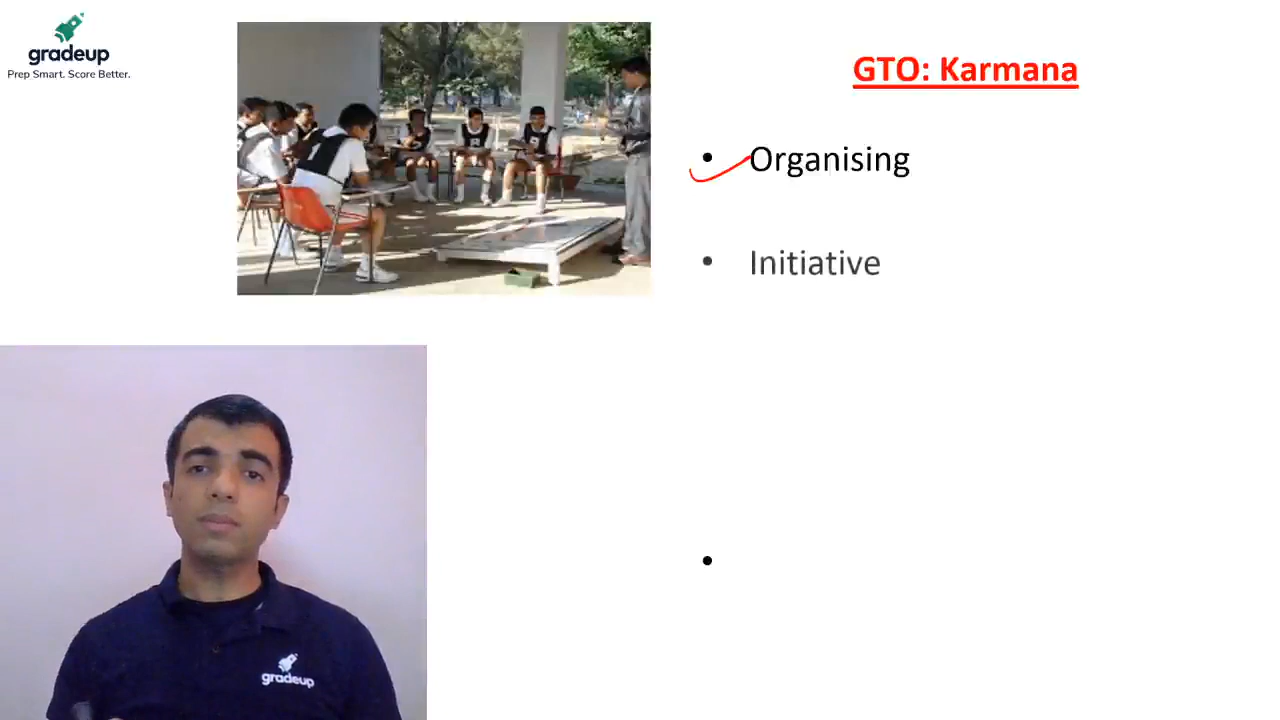 gradeup
Prep Smart. Score Better.
GTO: Karmana
• Organising
• Initiative
•
gradeup